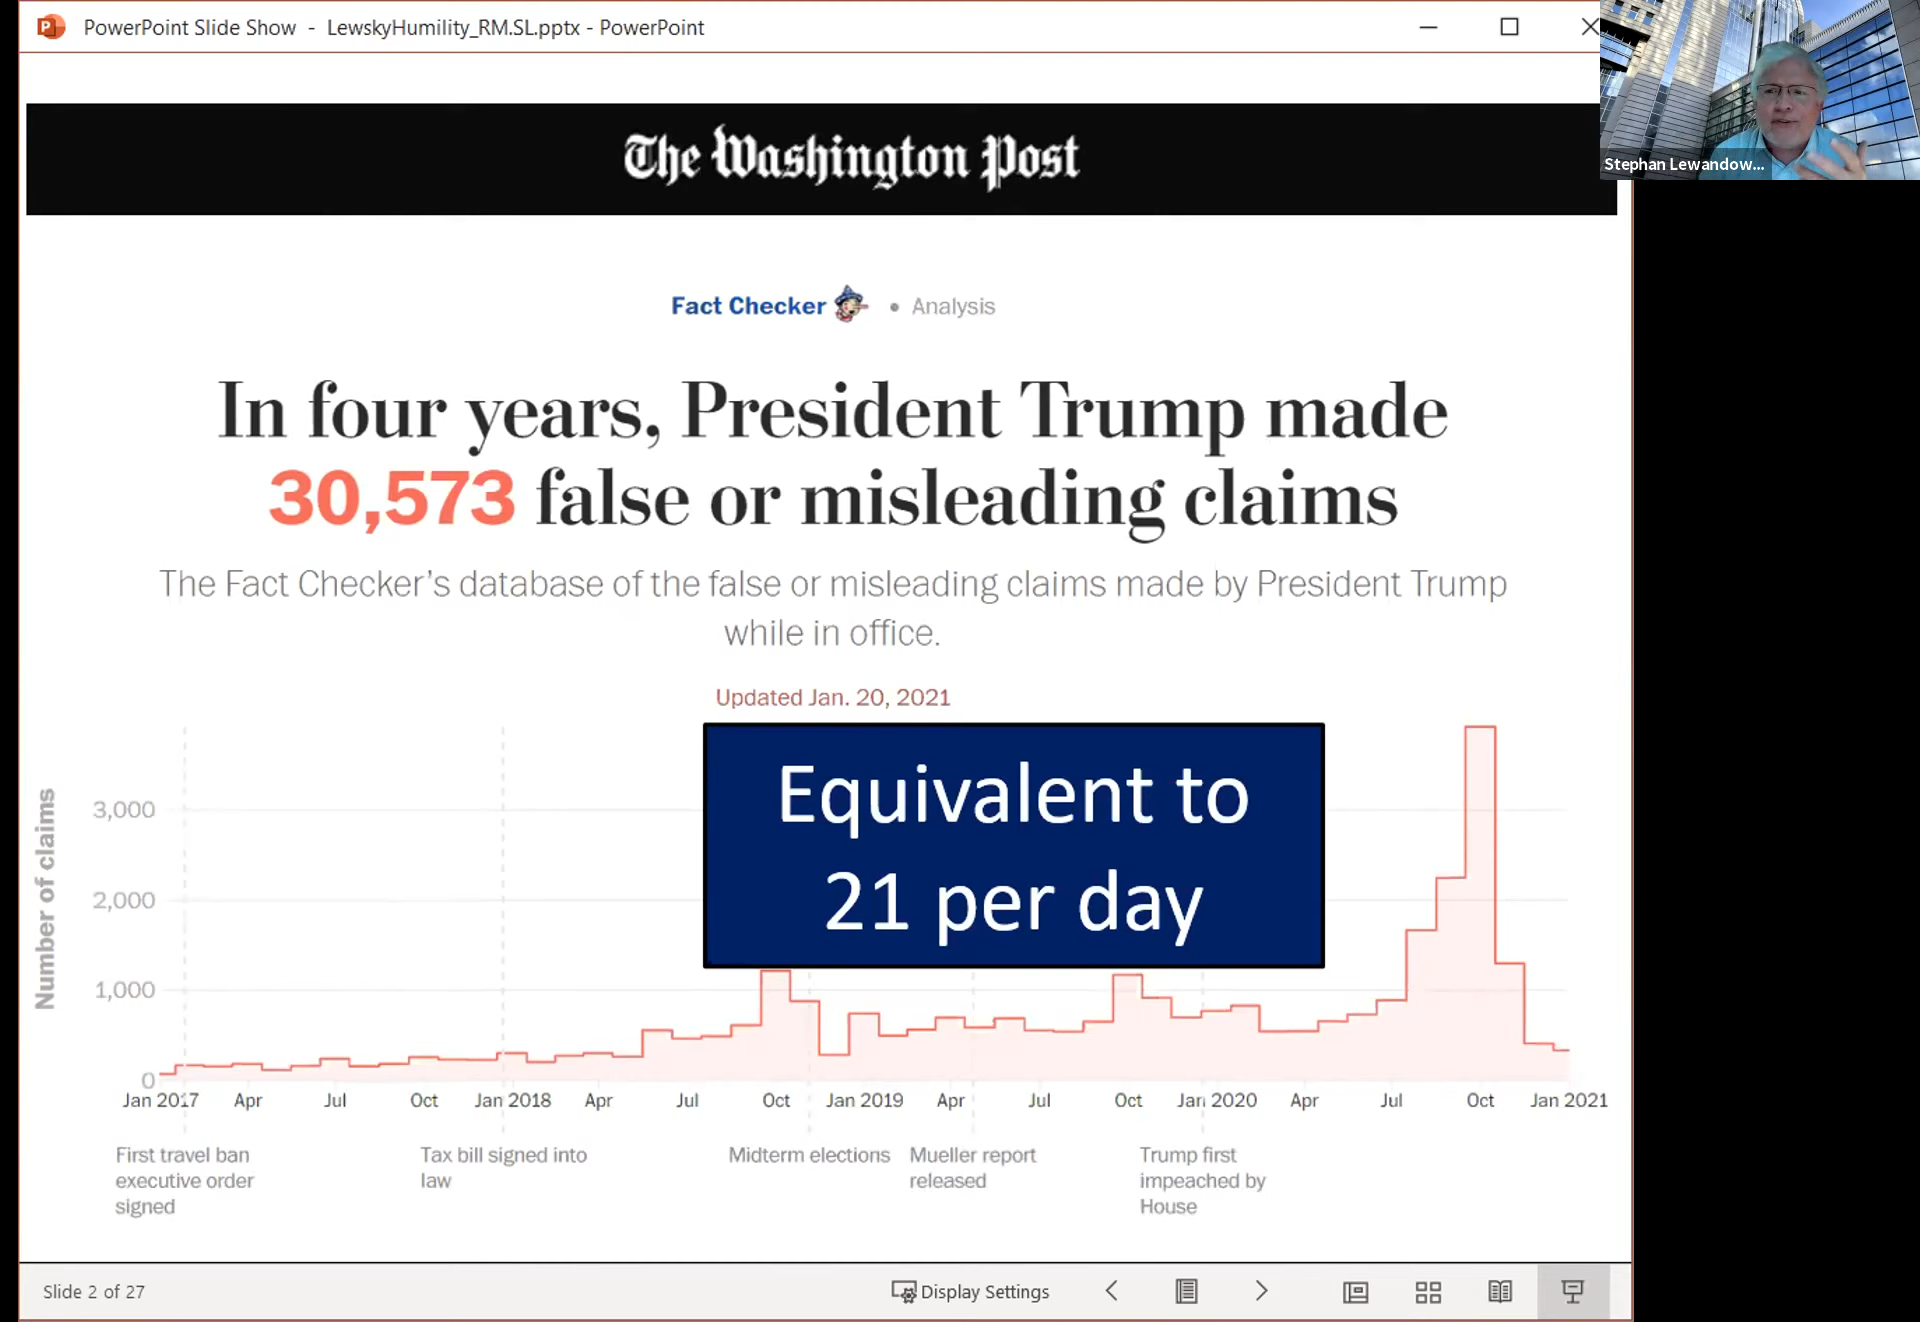 PowerPoint Slide Show - LewskyHumility_RM.SL.pptx - PowerPoint
Stephan Lewandow...
The Washington Post
Fact Checker • Analysis
In four years, President Trump made
30,573 false or misleading claims
The Fact Checker's database of the false or misleading claims made by President Trump
while in office.
Updated Jan. 20, 2021
Equivalent to
21 per day
Number of claims
3,000
2,000
1,000
0
Jan 2017 Apr Jul Oct Jan 2018 Apr Jul Oct Jan 2019 Apr Jul Oct Jan 2020 Apr Jul Oct Jan 2021
First travel ban
executive order
signed
Tax bill signed into
law
Midterm elections
Mueller report
released
Trump first
impeached by
House
Slide 2 of 27
Display Settings